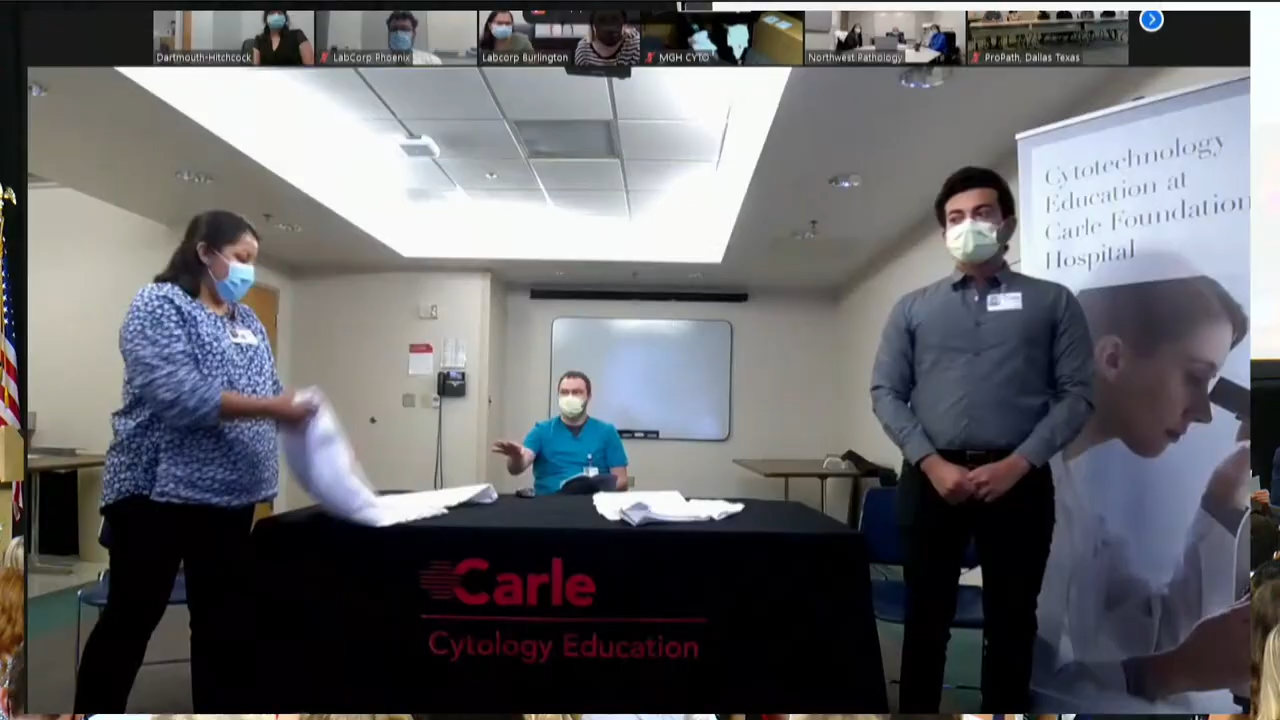 Dartmouth-Hitchcock
LabCorp Phoenix
Labcorp Burlington
MGH CYTO
Northwest Pathology
ProPath, Dallas Texas
Cytotechnology
Education at
Carle Foundation
Hospital
Carle
Cytology Education